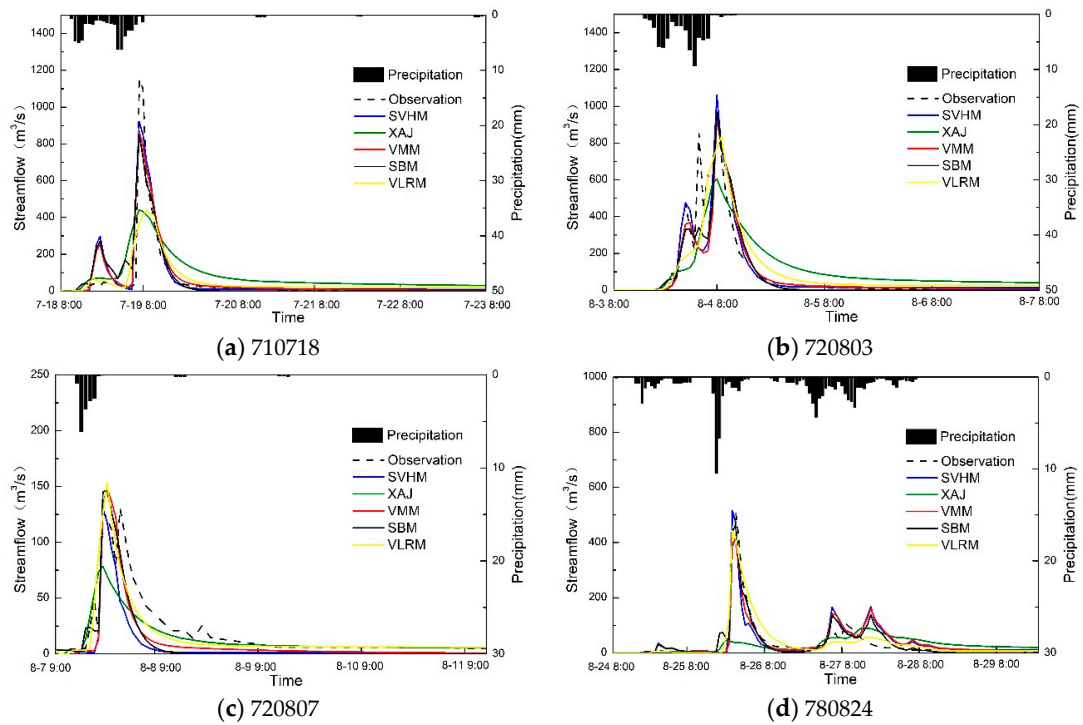 1400
1200
1000
800
600
400
200
0
Streamflow（m³/s）
0
10
20
30
40
50
Precipitation(mm)
Precipitation
Observation
SVHM
XAJ
VMM
SBM
VLRM
7-18 8:00
7-19 8:00
7-20 8:00
7-21 8:00
7-22 8:00
7-23 8:00
Time
(a) 710718
1400
1200
1000
800
600
400
200
0
Streamflow（m³/s）
0
10
20
30
40
50
Precipitation(mm)
Precipitation
Observation
SVHM
XAJ
VMM
SBM
VLRM
8-3 8:00
8-4 8:00
8-5 8:00
8-6 8:00
8-7 8:00
Time
(b) 720803
250
200
150
125
100
75
50
25
0
Streamflow（m³/s）
0
10
20
30
Precipitation(mm)
Precipitation
Observation
SVHM
XAJ
VMM
SBM
VLRM
8-7 9:00
8-8 9:00
8-9 9:00
8-10 9:00
8-11 9:00
Time
(c) 720807
1000
800
600
400
200
0
Streamflow（m³/s）
0
10
20
30
Precipitation(mm)
Precipitation
Observation
SVHM
XAJ
VMM
SBM
VLRM
8-24 8:00
8-25 8:00
8-26 8:00
8-27 8:00
8-28 8:00
8-29 8:00
Time
(d) 780824